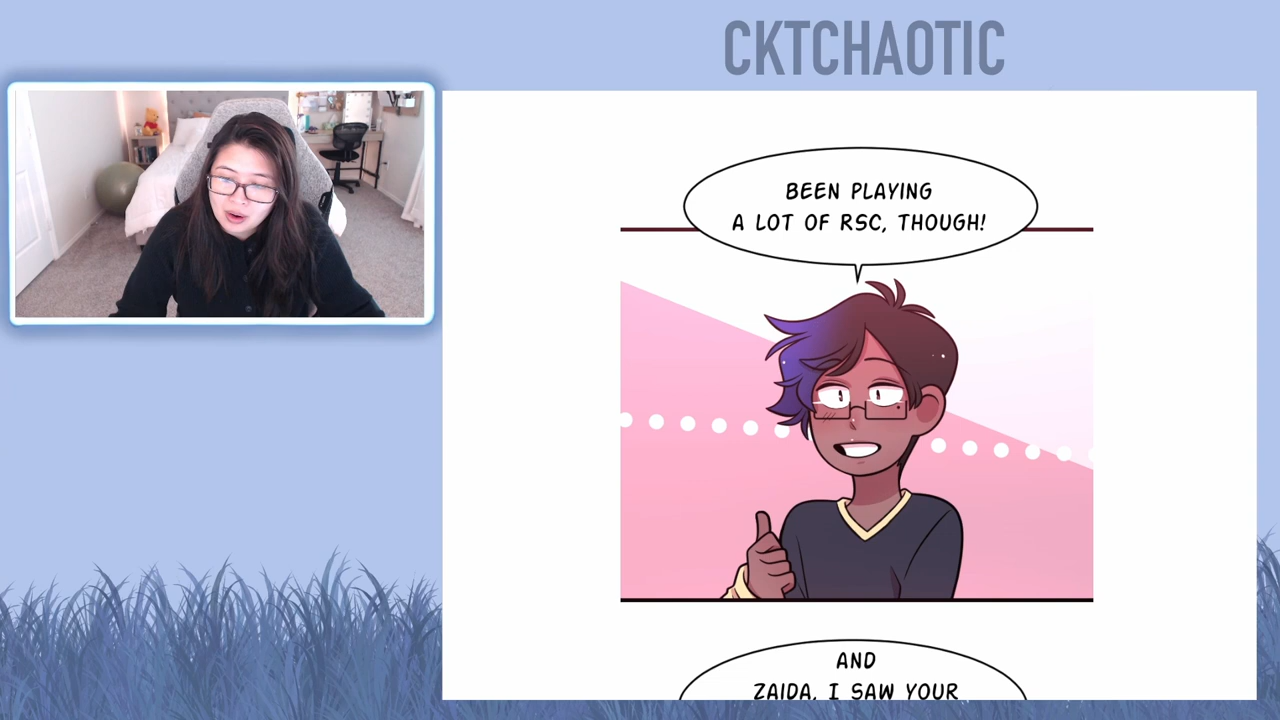 CKTCHAOTIC
BEEN PLAYING
A LOT OF RSC, THOUGH!
AND
ZAIDA, I SAW YOUR